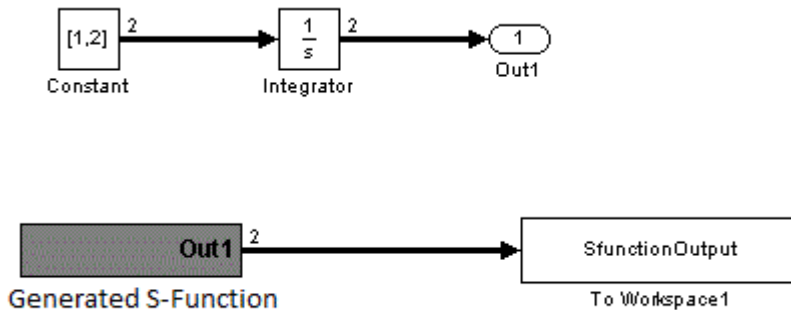 [1,2]
2
1
s
2
1
Constant
Integrator
Out1
Out1
2
SfunctionOutput
Generated S-Function
To Workspace1